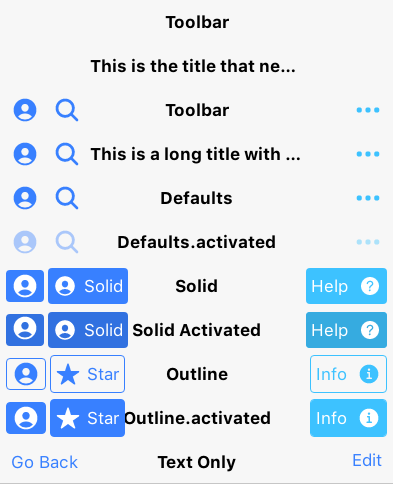 Toolbar
This is the title that ne...
Toolbar
This is a long title with ...
Defaults
Defaults.activated
Solid Solid Help ?
Solid Solid Activated Help ?
Star Outline Info i
Star Outline.activated Info i
Go Back Text Only Edit